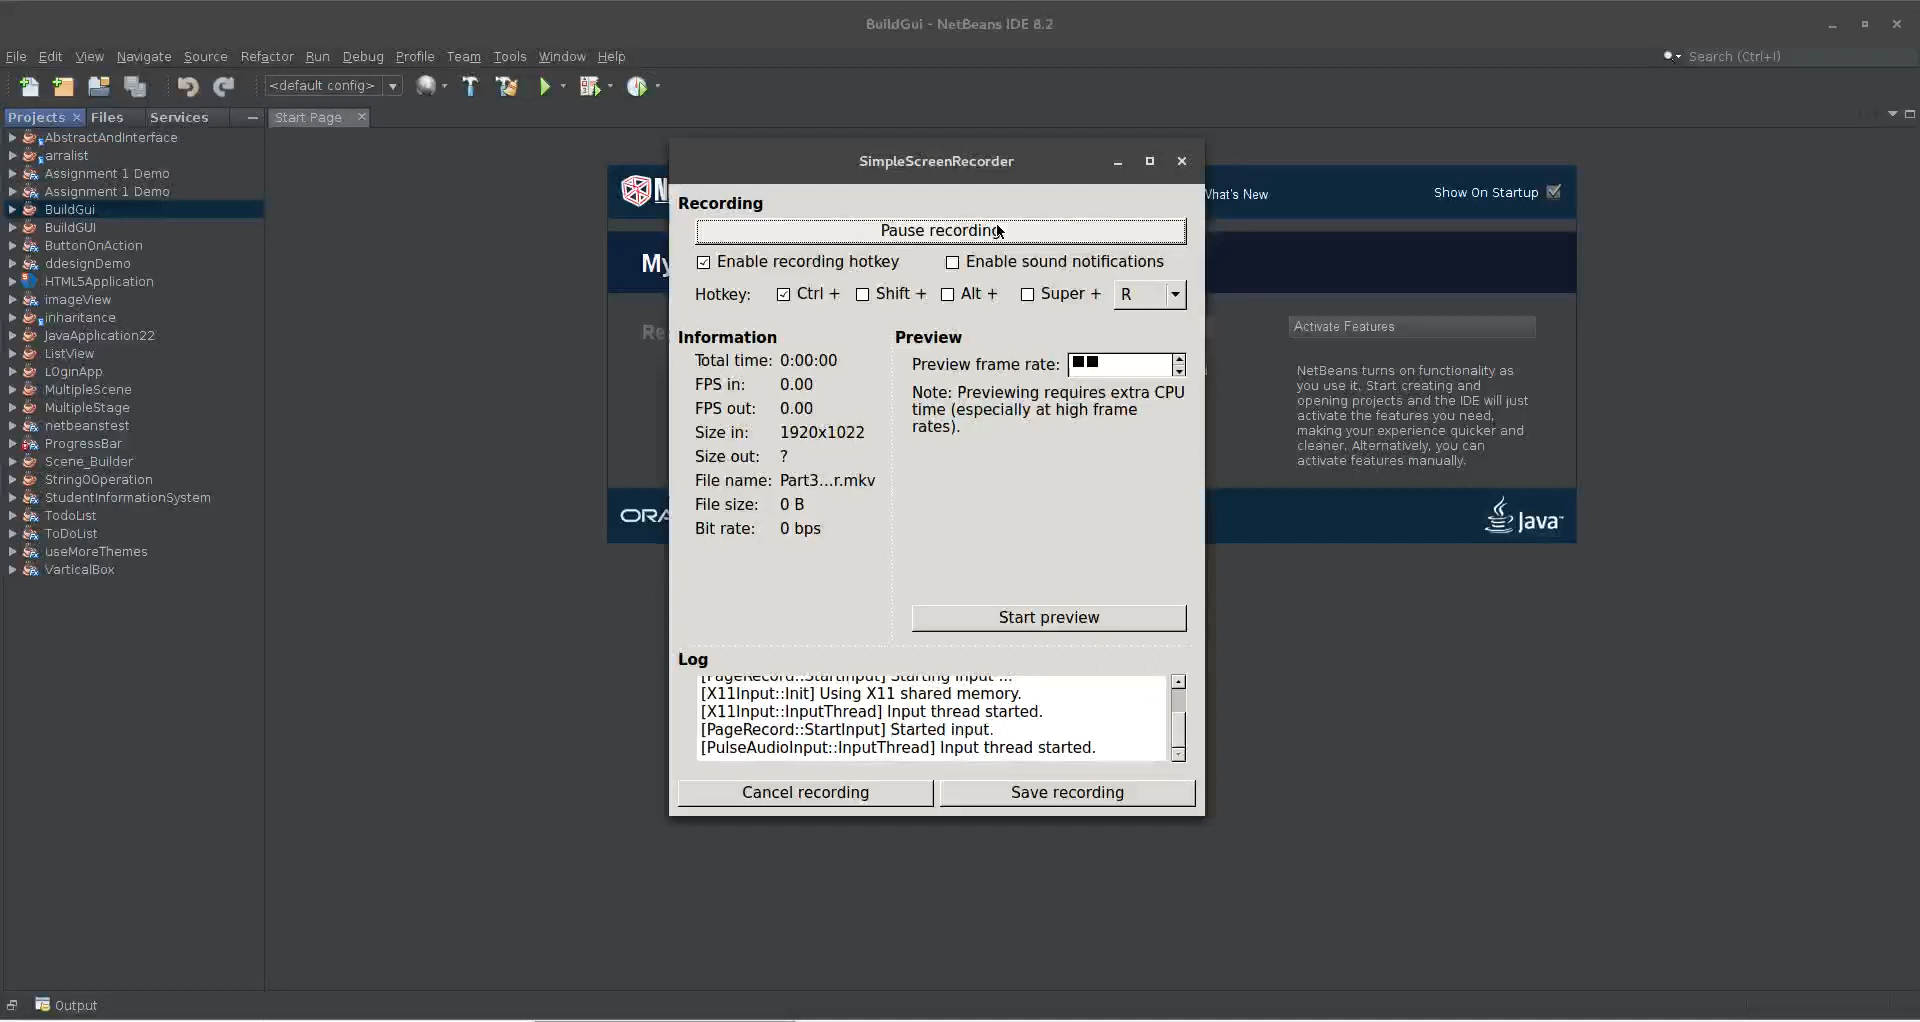 BuildGui - NetBeans IDE 8.2
File Edit View Navigate Source Refactor Run Debug Profile Team Tools Window Help
Search (Ctrl+I)
<default config>
Projects Files Services
Start Page
AbstractAndInterface
arralist
Assignment 1 Demo
Assignment 1 Demo
BuildGui
BuildGUI
ButtonOnAction
ddesignDemo
HTML5Application
imageView
inheritance
JavaApplication22
ListView
LOginApp
MultipleScene
MultipleStage
netbeanstest
ProgressBar
Scene_Builder
StringOOperation
StudentInformationSystem
TodoList
ToDoList
useMoreThemes
VarticalBox
What's New
Show On Startup
My
Activate Features
NetBeans turns on functionality as
you use it. Start creating and
opening projects and the IDE will just
activate the features you need,
making your experience quicker and
cleaner. Alternatively, you can
activate features manually.
Java
SimpleScreenRecorder
Recording
Pause recording
Enable recording hotkey
Enable sound notifications
Hotkey: Ctrl + Shift + Alt + Super + R
Information
Total time: 0:00:00
FPS in: 0.00
FPS out: 0.00
Size in: 1920x1022
Size out: ?
File name: Part3...r.mkv
File size: 0 B
Bit rate: 0 bps
Preview
Preview frame rate:
Note: Previewing requires extra CPU
time (especially at high frame
rates).
Start preview
Log
[PageRecord::StartInput] Starting input ...
[X11Input::Init] Using X11 shared memory.
[X11Input::InputThread] Input thread started.
[PageRecord::StartInput] Started input.
[PulseAudioInput::InputThread] Input thread started.
Cancel recording
Save recording
Output